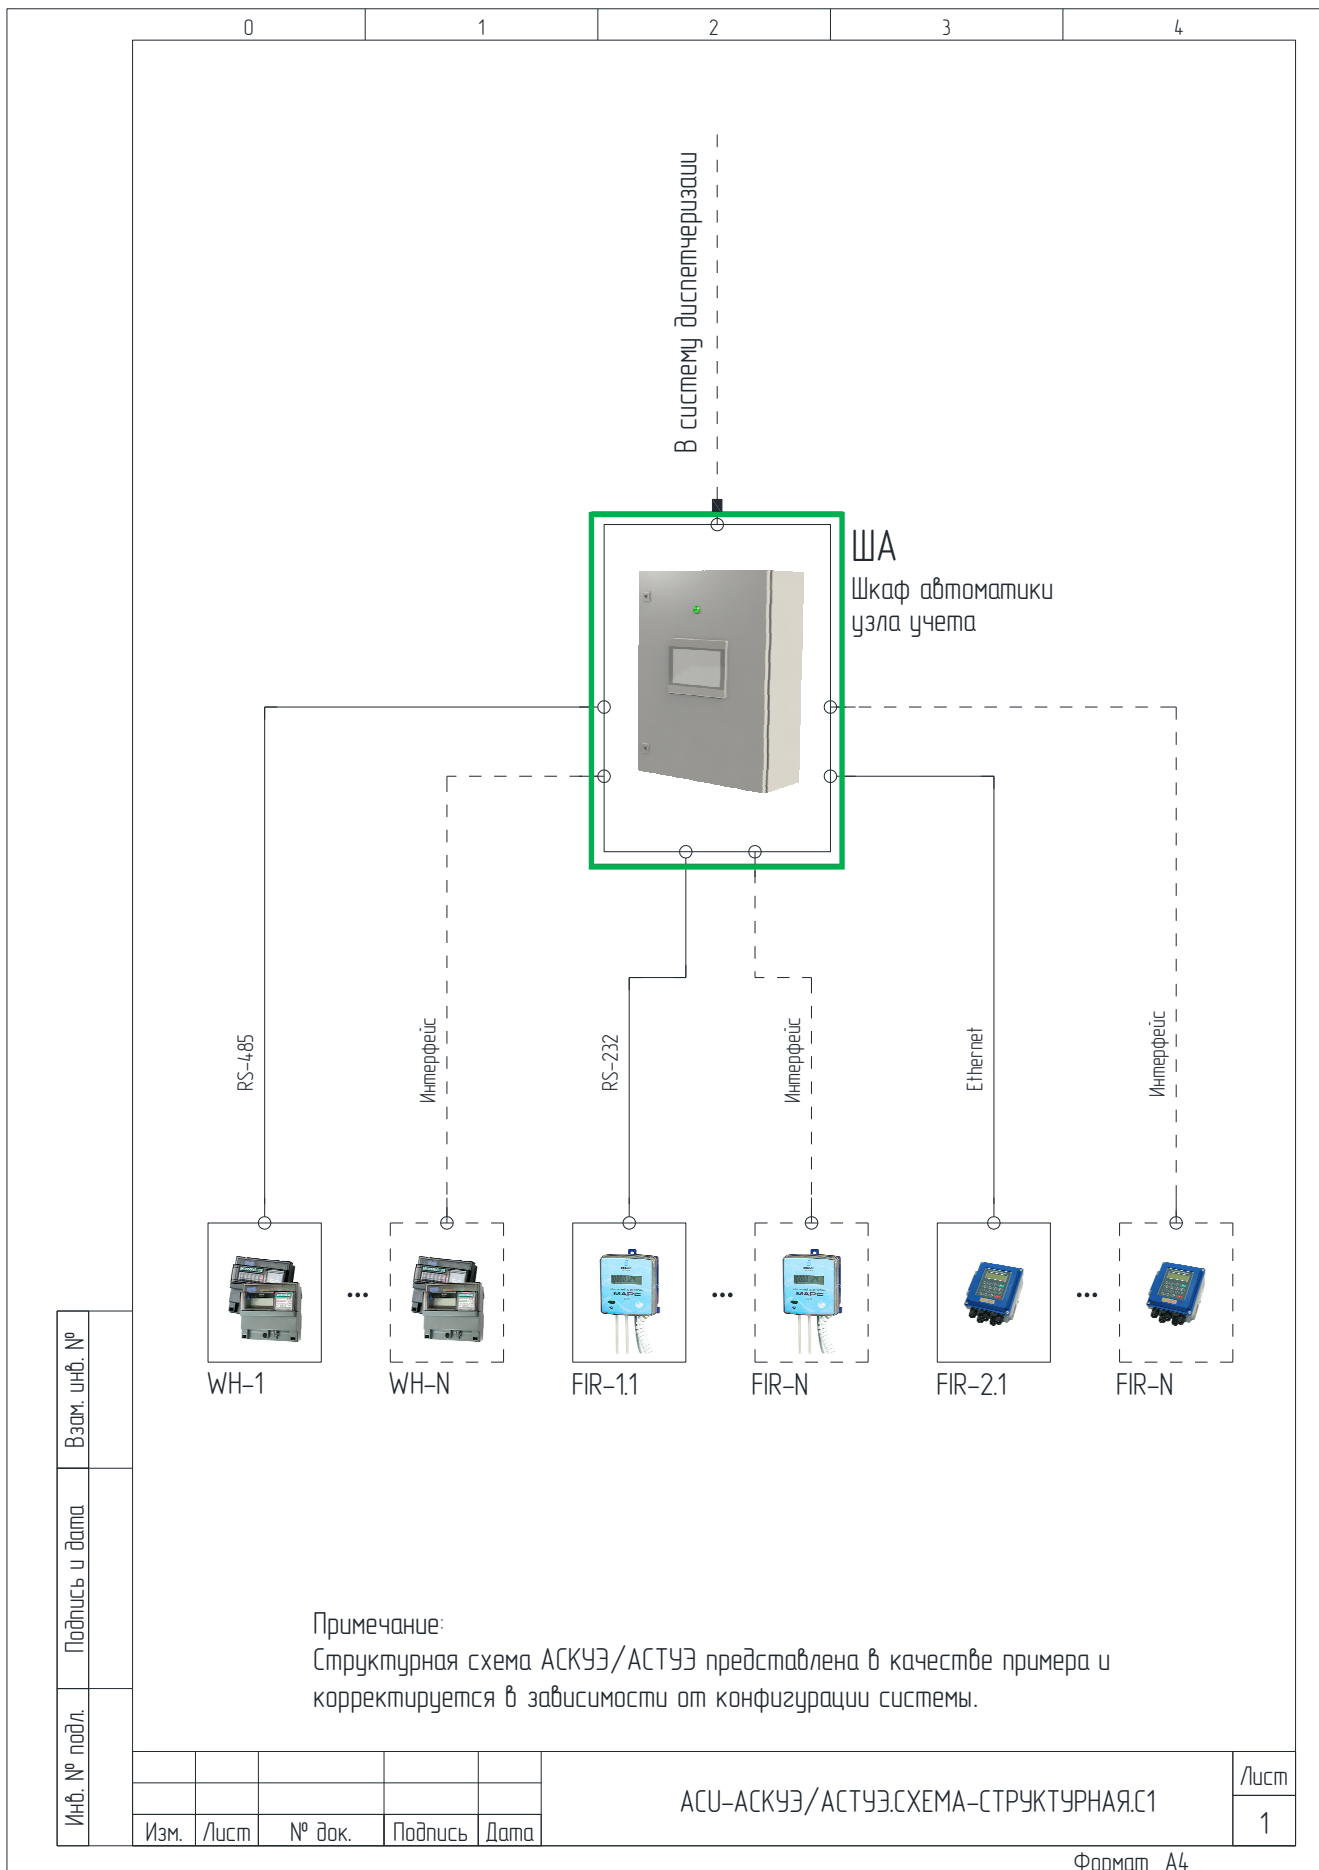 0 1 2 3 4
В систему диспетчеризаии
ША
Шкаф автоматики
узла учета
RS-485
Интерфейс
RS-232
Интерфейс
Ethernet
Интерфейс
МАРС
МАРС
... ... ...
WH-1 WH-N FIR-1.1 FIR-N FIR-2.1 FIR-N
Взам. инв. №
Подпись и дата
Инв. № подл.
Примечание:
Структурная схема АСКУЭ/АСТУЭ представлена в качестве примера и
корректируется в зависимости от конфигурации системы.
Изм. Лист № док. Подпись Дата
ACU-АСКУЭ/АСТУЭ.СХЕМА-СТРУКТУРНАЯ.С1
Лист
1
Формат А4